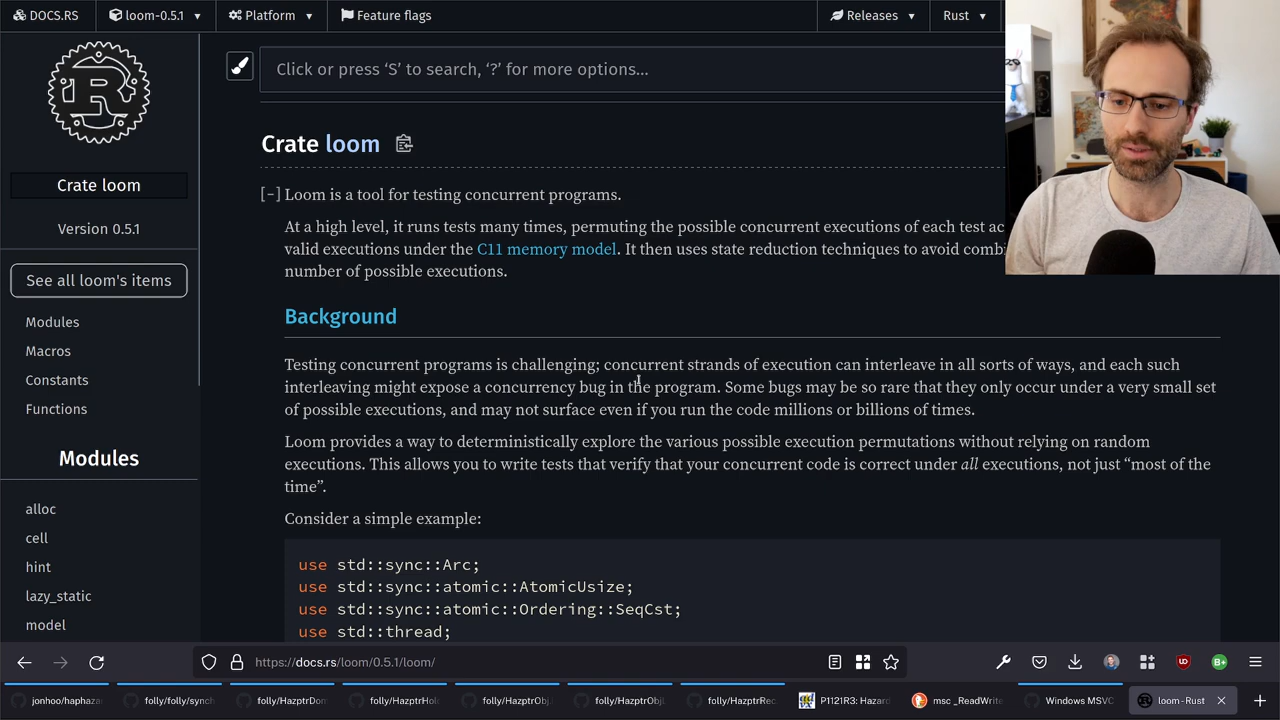 DOCS.RS loom-0.5.1 Platform Feature flags Releases Rust
Click or press ‘S’ to search, ‘?’ for more options…
Crate loom
[−] Loom is a tool for testing concurrent programs.
At a high level, it runs tests many times, permuting the possible concurrent executions of each test ac
valid executions under the C11 memory model. It then uses state reduction techniques to avoid combi
number of possible executions.
Background
Testing concurrent programs is challenging; concurrent strands of execution can interleave in all sorts of ways, and each such
interleaving might expose a concurrency bug in the program. Some bugs may be so rare that they only occur under a very small set
of possible executions, and may not surface even if you run the code millions or billions of times.
Loom provides a way to deterministically explore the various possible execution permutations without relying on random
executions. This allows you to write tests that verify that your concurrent code is correct under all executions, not just “most of the
time”.
Consider a simple example:
use std::sync::Arc;
use std::sync::atomic::AtomicUsize;
use std::sync::atomic::Ordering::SeqCst;
use std::thread;
R
Crate loom
Version 0.5.1
See all loom's items
Modules
Macros
Constants
Functions
Modules
alloc
cell
hint
lazy_static
model
https://docs.rs/loom/0.5.1/loom/
jonhoo/haphaza folly/folly/synch folly/HazptrDon folly/HazptrHol folly/HazptrObj. folly/HazptrObjL folly/HazptrRec P1121R3: Hazard msc _ReadWrite Windows MSVC loom - Rust